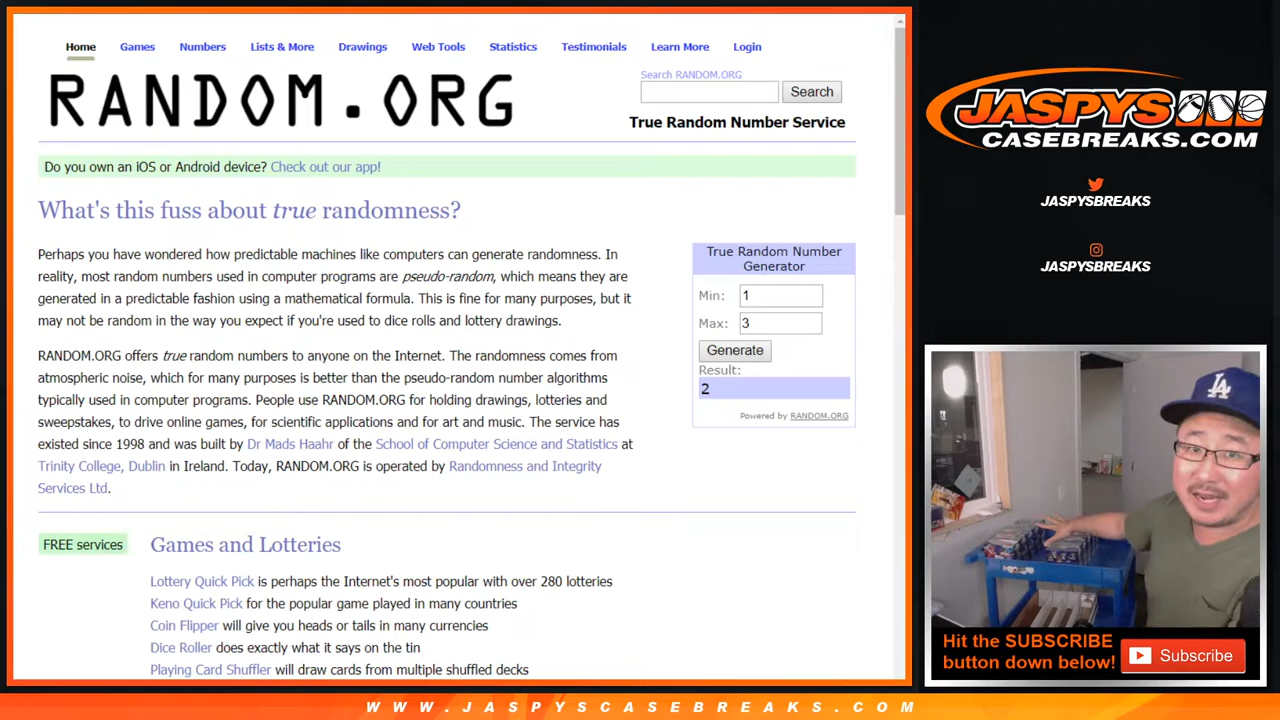 Home Games Numbers Lists & More Drawings Web Tools Statistics Testimonials Learn More Login
RANDOM.ORG
Search RANDOM.ORG
Search
True Random Number Service
Do you own an iOS or Android device? Check out our app!
What's this fuss about true randomness?
Perhaps you have wondered how predictable machines like computers can generate randomness. In
reality, most random numbers used in computer programs are pseudo-random, which means they are
generated in a predictable fashion using a mathematical formula. This is fine for many purposes, but it
may not be random in the way you expect if you're used to dice rolls and lottery drawings.
RANDOM.ORG offers true random numbers to anyone on the Internet. The randomness comes from
atmospheric noise, which for many purposes is better than the pseudo-random number algorithms
typically used in computer programs. People use RANDOM.ORG for holding drawings, lotteries and
sweepstakes, to drive online games, for scientific applications and for art and music. The service has
existed since 1998 and was built by Dr Mads Haahr of the School of Computer Science and Statistics at
Trinity College, Dublin in Ireland. Today, RANDOM.ORG is operated by Randomness and Integrity
Services Ltd.
True Random Number
Generator
Min: 1
Max: 3
Generate
Result:
2
Powered by RANDOM.ORG
FREE services
Games and Lotteries
Lottery Quick Pick is perhaps the Internet's most popular with over 280 lotteries
Keno Quick Pick for the popular game played in many countries
Coin Flipper will give you heads or tails in many currencies
Dice Roller does exactly what it says on the tin
Playing Card Shuffler will draw cards from multiple shuffled decks
JASPYS
CASEBREAKS.COM
JASPYSBREAKS
JASPYSBREAKS
LA
Hit the SUBSCRIBE
button down below!
Subscribe
WWW.JASPYSCASEBREAKS.COM